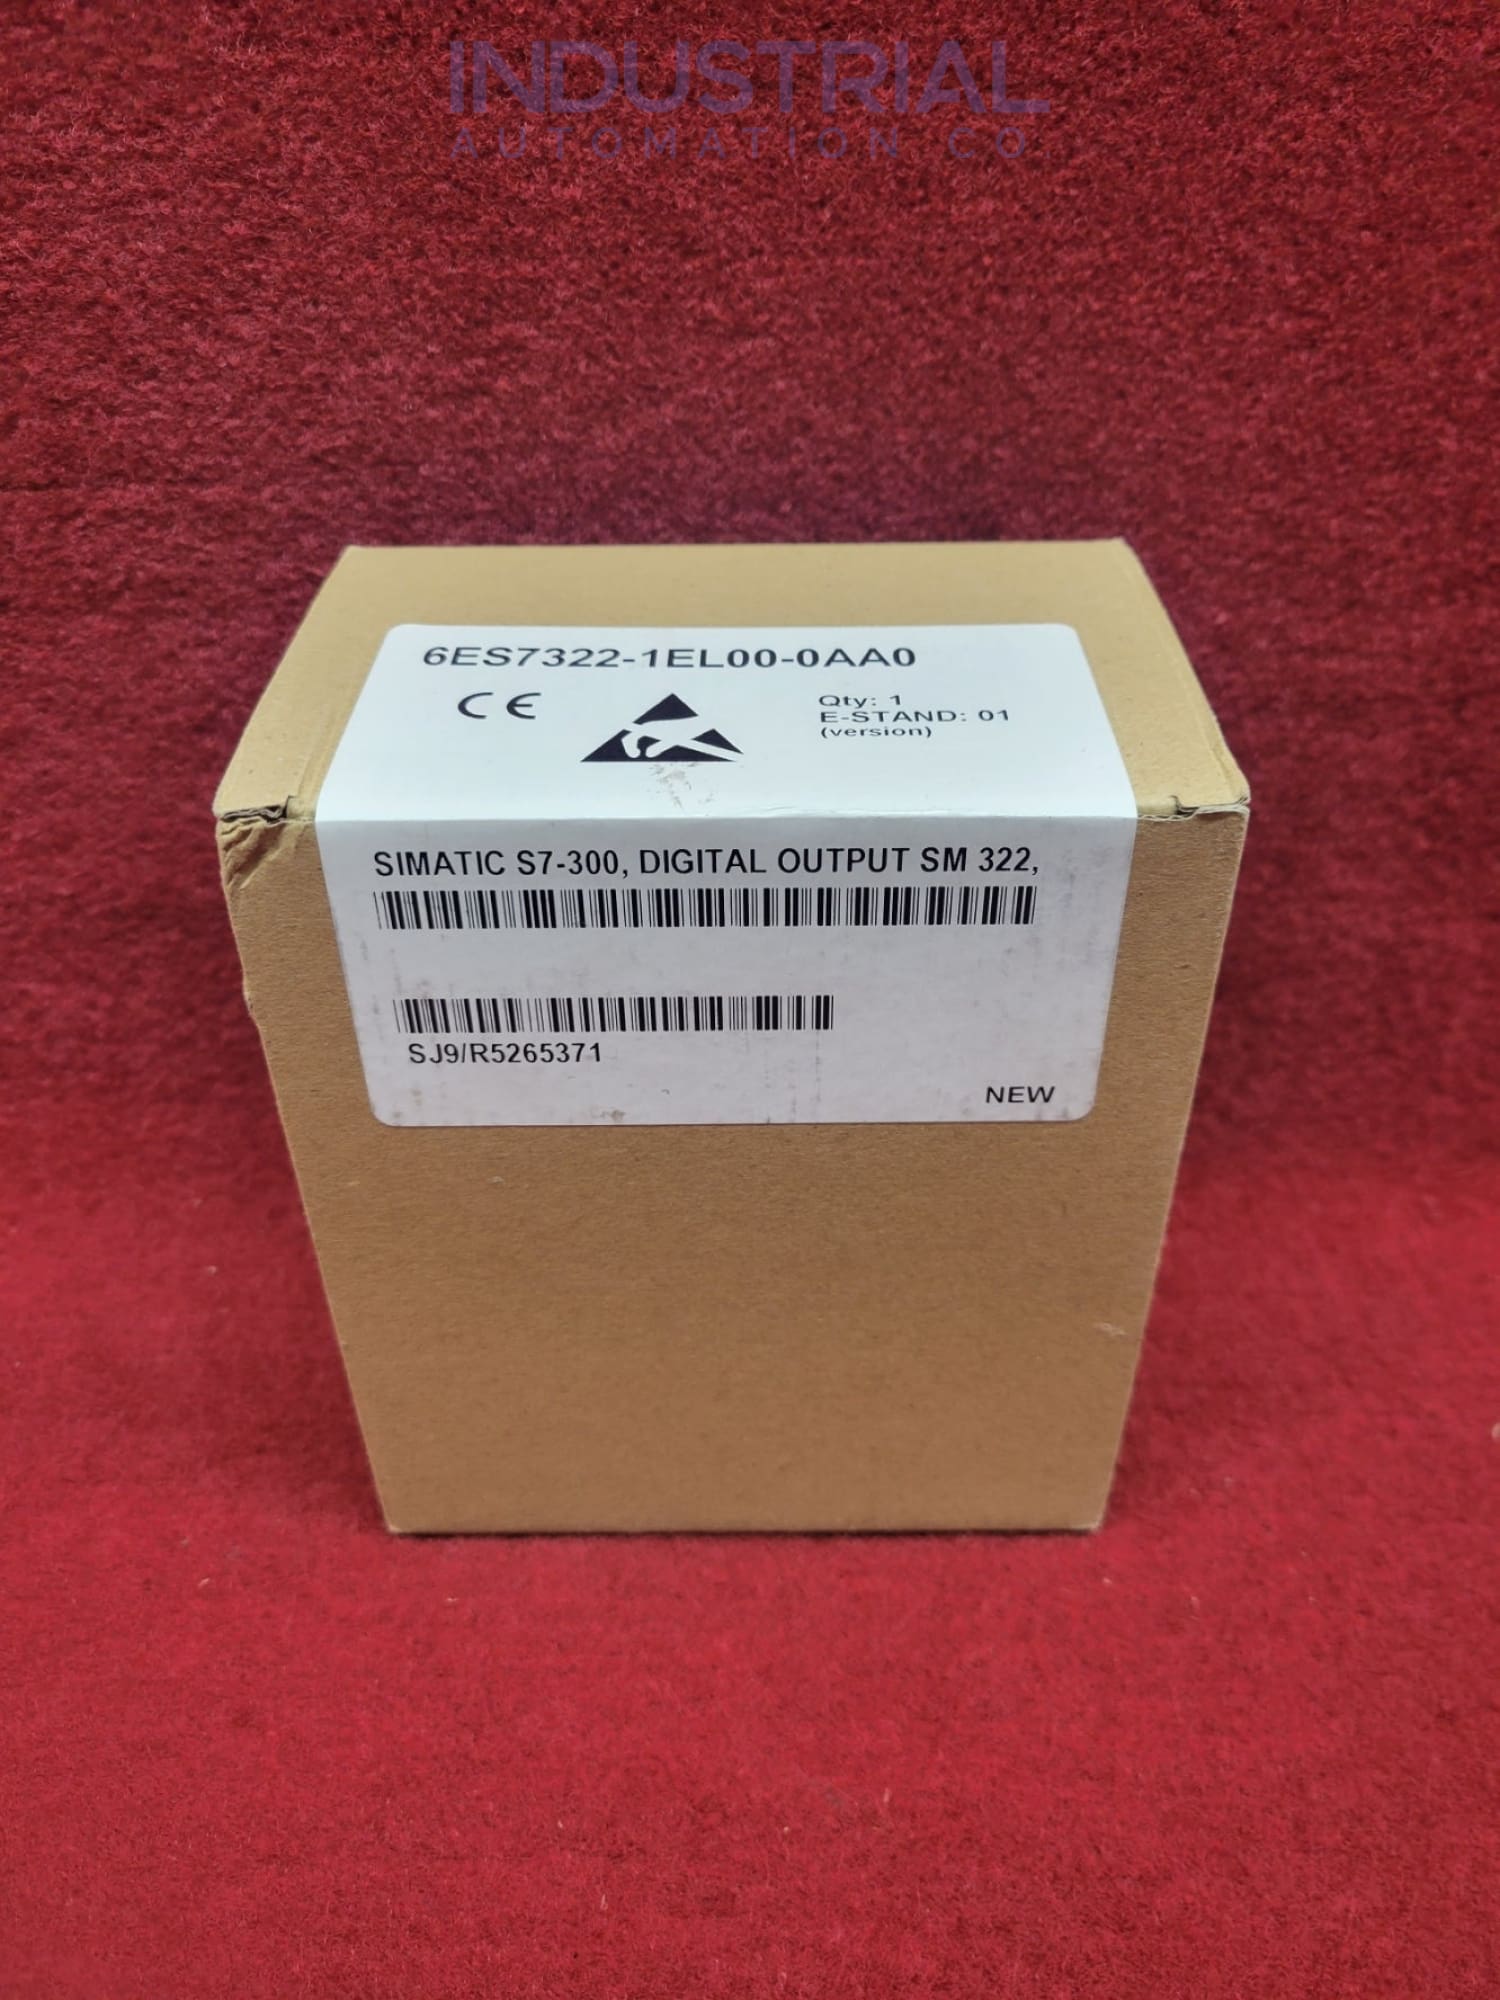 INDUSTRIAL
AUTOMATION CO
6ES7322-1EL00-0AA0
CE
Qty: 1
E-STAND: 01
(version)
SIMATIC S7-300, DIGITAL OUTPUT SM 322,
SJ9/R5265371
NEW